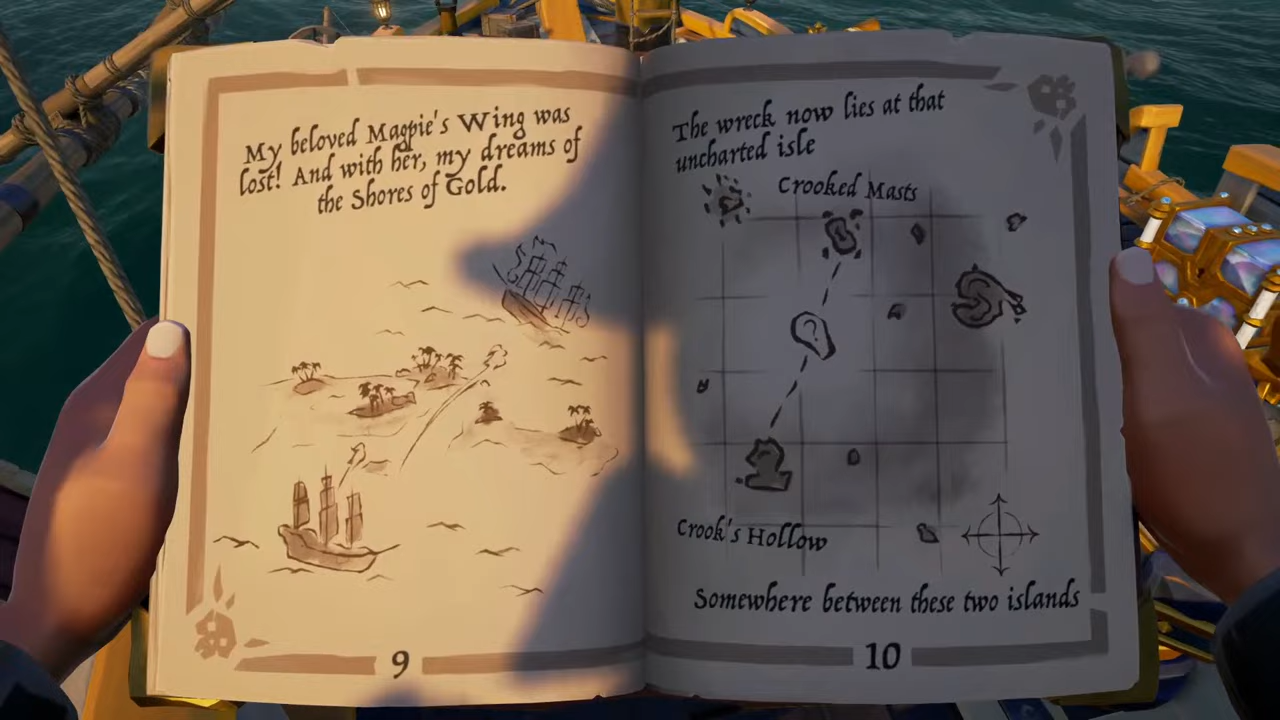 My beloved Magpie's Wing was
lost! And with her, my dreams of
the Shores of Gold.
9
The wreck now lies at that
uncharted isle
Crooked Masts
?
Crook's Hollow
Somewhere between these two islands
10